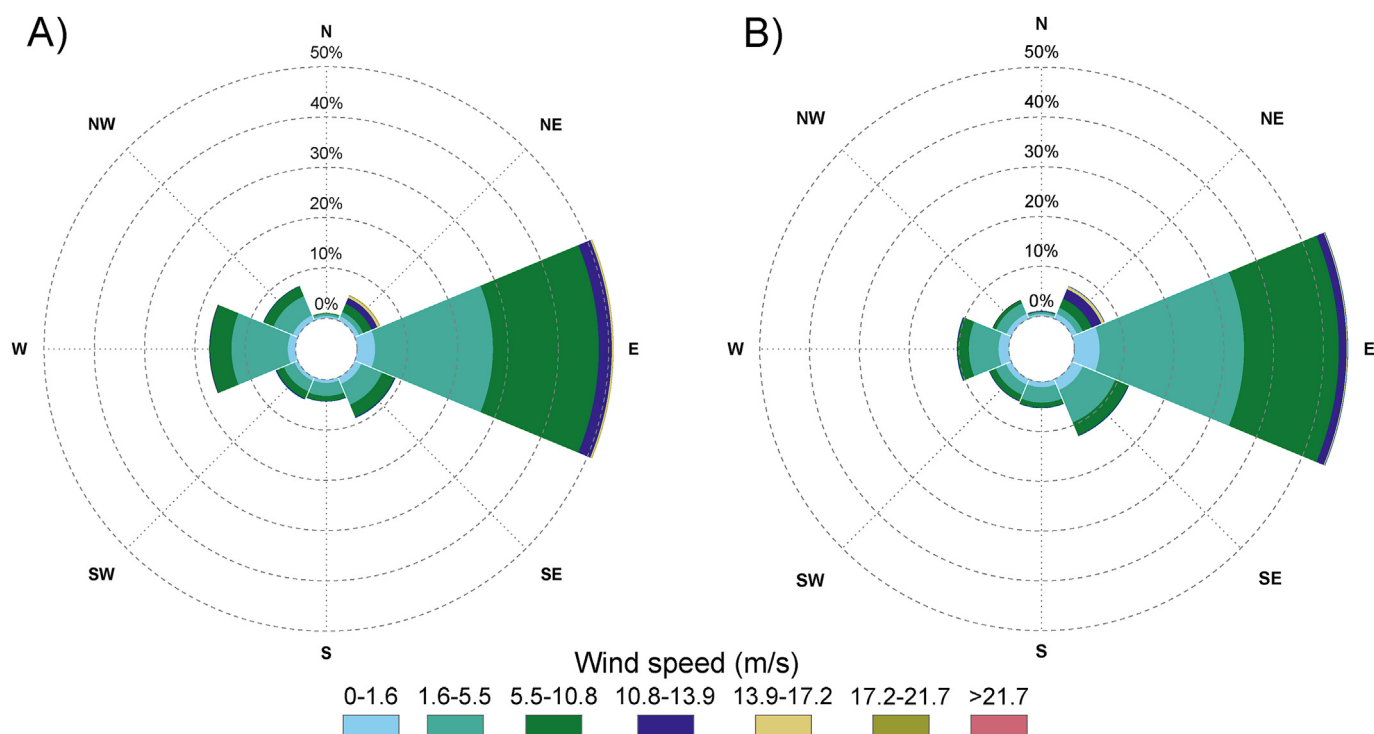 A)
N
50%
40%
30%
20%
10%
0%
NW
NE
W
E
SW
SE
S
B)
N
50%
40%
30%
20%
10%
0%
NW
NE
W
E
SW
SE
S
Wind speed (m/s)
0-1.6 1.6-5.5 5.5-10.8 10.8-13.9 13.9-17.2 17.2-21.7 >21.7